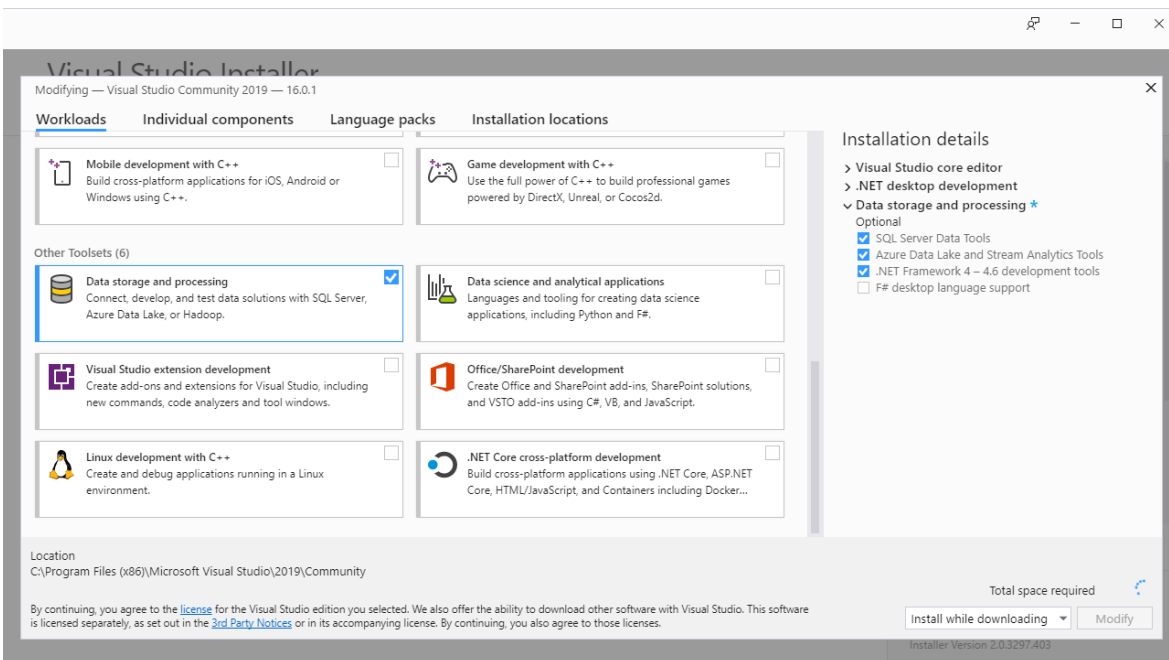 Visual Studio Installer
Modifying — Visual Studio Community 2019 — 16.0.1
Workloads
Individual components
Language packs
Installation locations
Mobile development with C++
Build cross-platform applications for iOS, Android or
Windows using C++.
Game development with C++
Use the full power of C++ to build professional games
powered by DirectX, Unreal, or Cocos2d.
Other Toolsets (6)
Data storage and processing
Connect, develop, and test data solutions with SQL Server,
Azure Data Lake, or Hadoop.
Data science and analytical applications
Languages and tooling for creating data science
applications, including Python and F#.
Visual Studio extension development
Create add-ons and extensions for Visual Studio, including
new commands, code analyzers and tool windows.
Office/SharePoint development
Create Office and SharePoint add-ins, SharePoint solutions,
and VSTO add-ins using C#, VB, and JavaScript.
Linux development with C++
Create and debug applications running in a Linux
environment.
.NET Core cross-platform development
Build cross-platform applications using .NET Core, ASP.NET
Core, HTML/JavaScript, and Containers including Docker...
Installation details
Visual Studio core editor
.NET desktop development
Data storage and processing *
Optional
SQL Server Data Tools
Azure Data Lake and Stream Analytics Tools
.NET Framework 4 – 4.6 development tools
F# desktop language support
Location
C:\Program Files (x86)\Microsoft Visual Studio\2019\Community
By continuing, you agree to the license for the Visual Studio edition you selected. We also offer the ability to download other software with Visual Studio. This software
is licensed separately, as set out in the 3rd Party Notices or in its accompanying license. By continuing, you also agree to those licenses.
Total space required
Install while downloading
Modify
Installer Version 2.0.3297.403